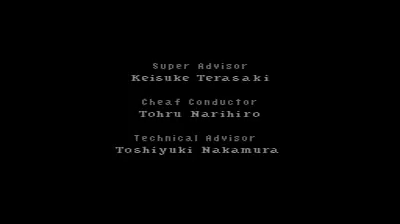 Super Advisor
Keisuke Terasaki
Cheaf Conductor
Tohru Narihiro
Technical Advisor
Toshiyuki Nakamura